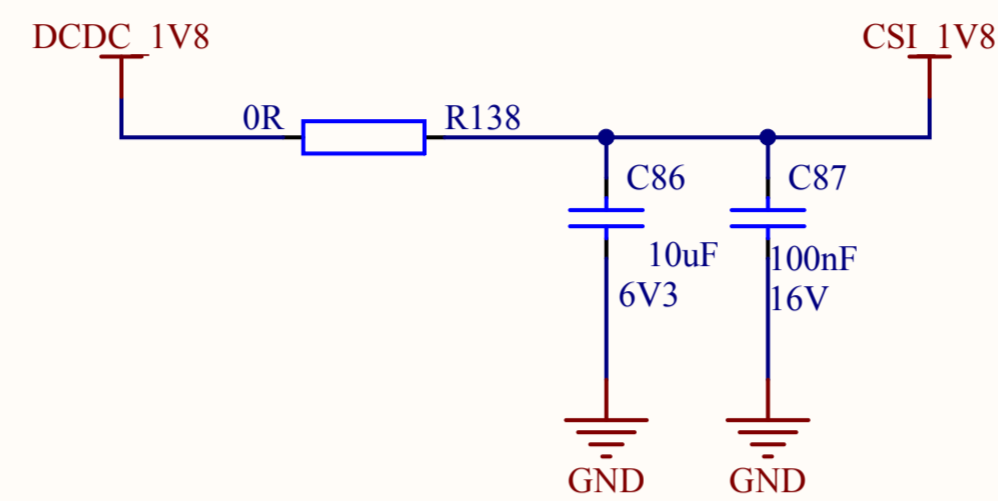 DCDC_1V8
CSI_1V8
0R
R138
C86
C87
10uF
100nF
6V3
16V
GND
GND